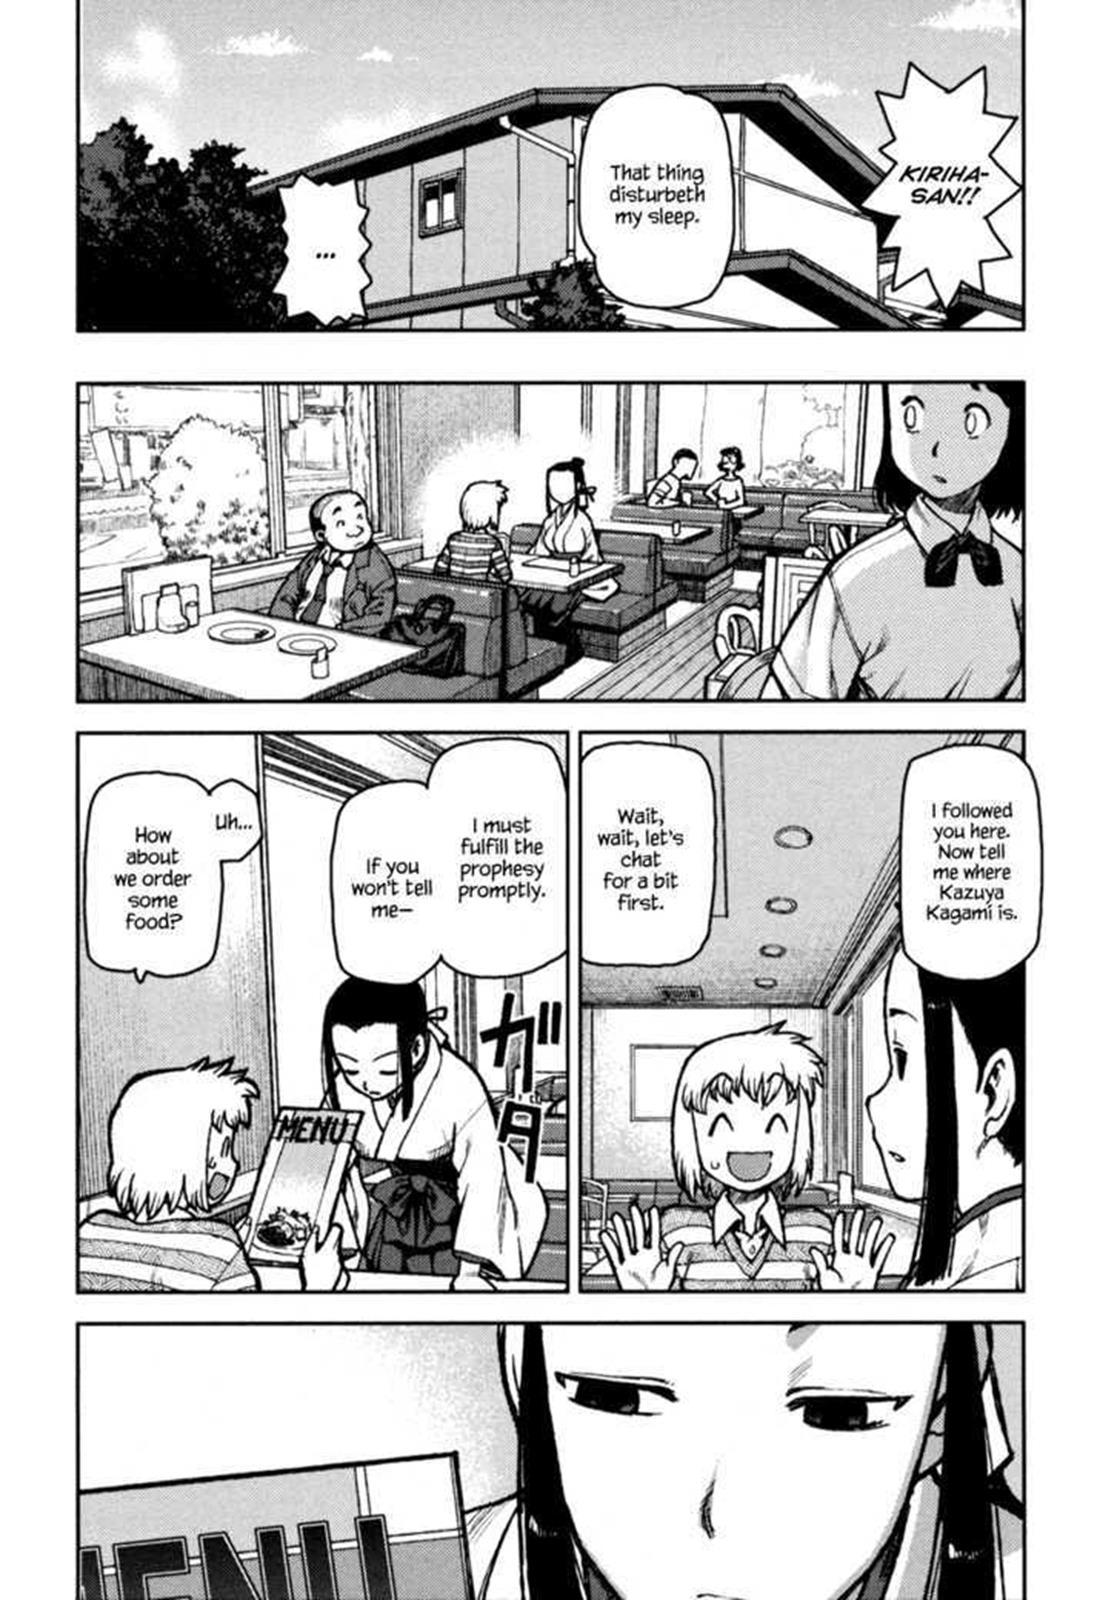 KIRIHA-
SAN!!
That thing
disturbeth
my sleep.
...
I followed
you here.
Now tell
me where
Kazuya
Kagami is.
Wait,
wait, let's
chat
for a bit
first.
I must
fulfill the
prophesy
promptly.
If you
won't tell
me—
ガタ
Uh...
How
about
we order
some
food?
MENU
MENU